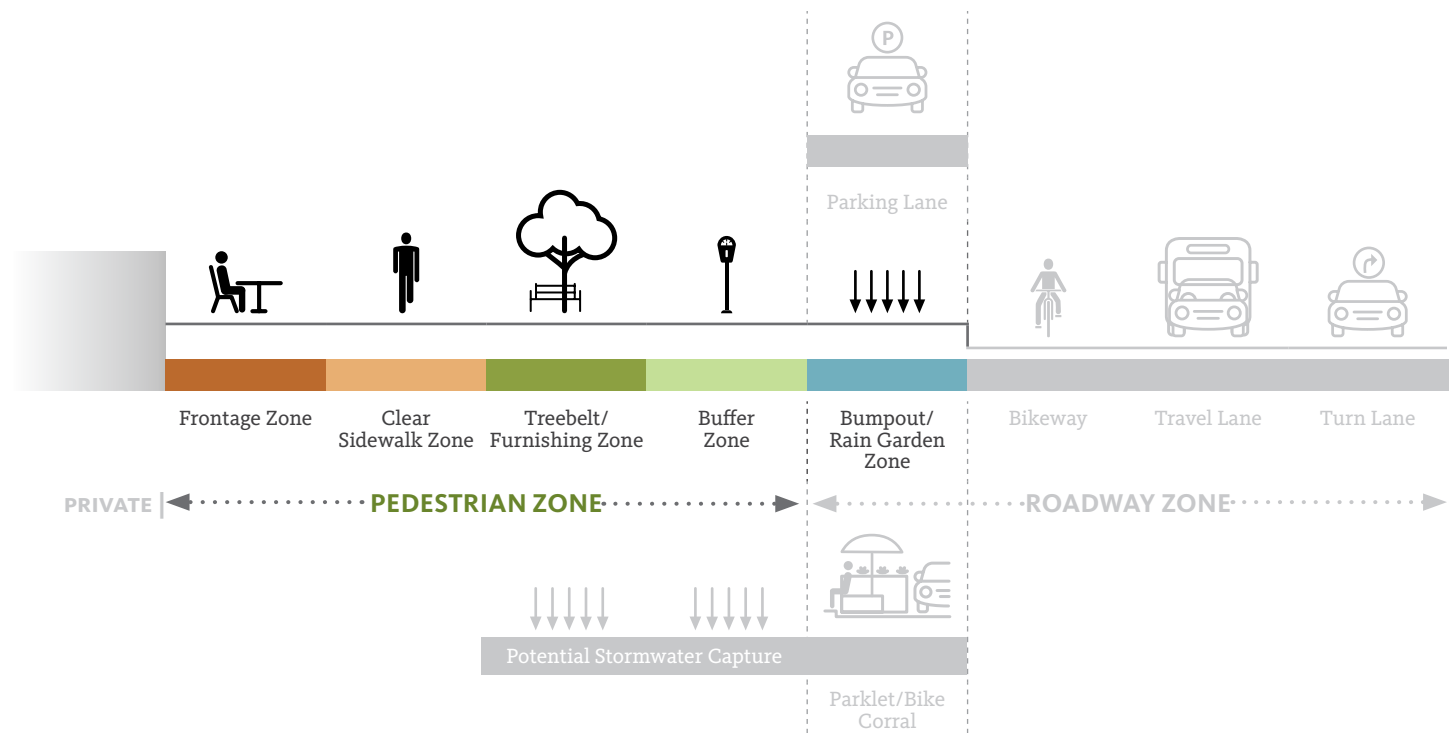 P
Parking Lane
Frontage Zone
Clear
Sidewalk Zone
Treebelt/
Furnishing Zone
Buffer
Zone
Bumpout/
Rain Garden
Zone
Bikeway
Travel Lane
Turn Lane
PRIVATE
PEDESTRIAN ZONE
ROADWAY ZONE
Potential Stormwater Capture
Parklet/Bike
Corral